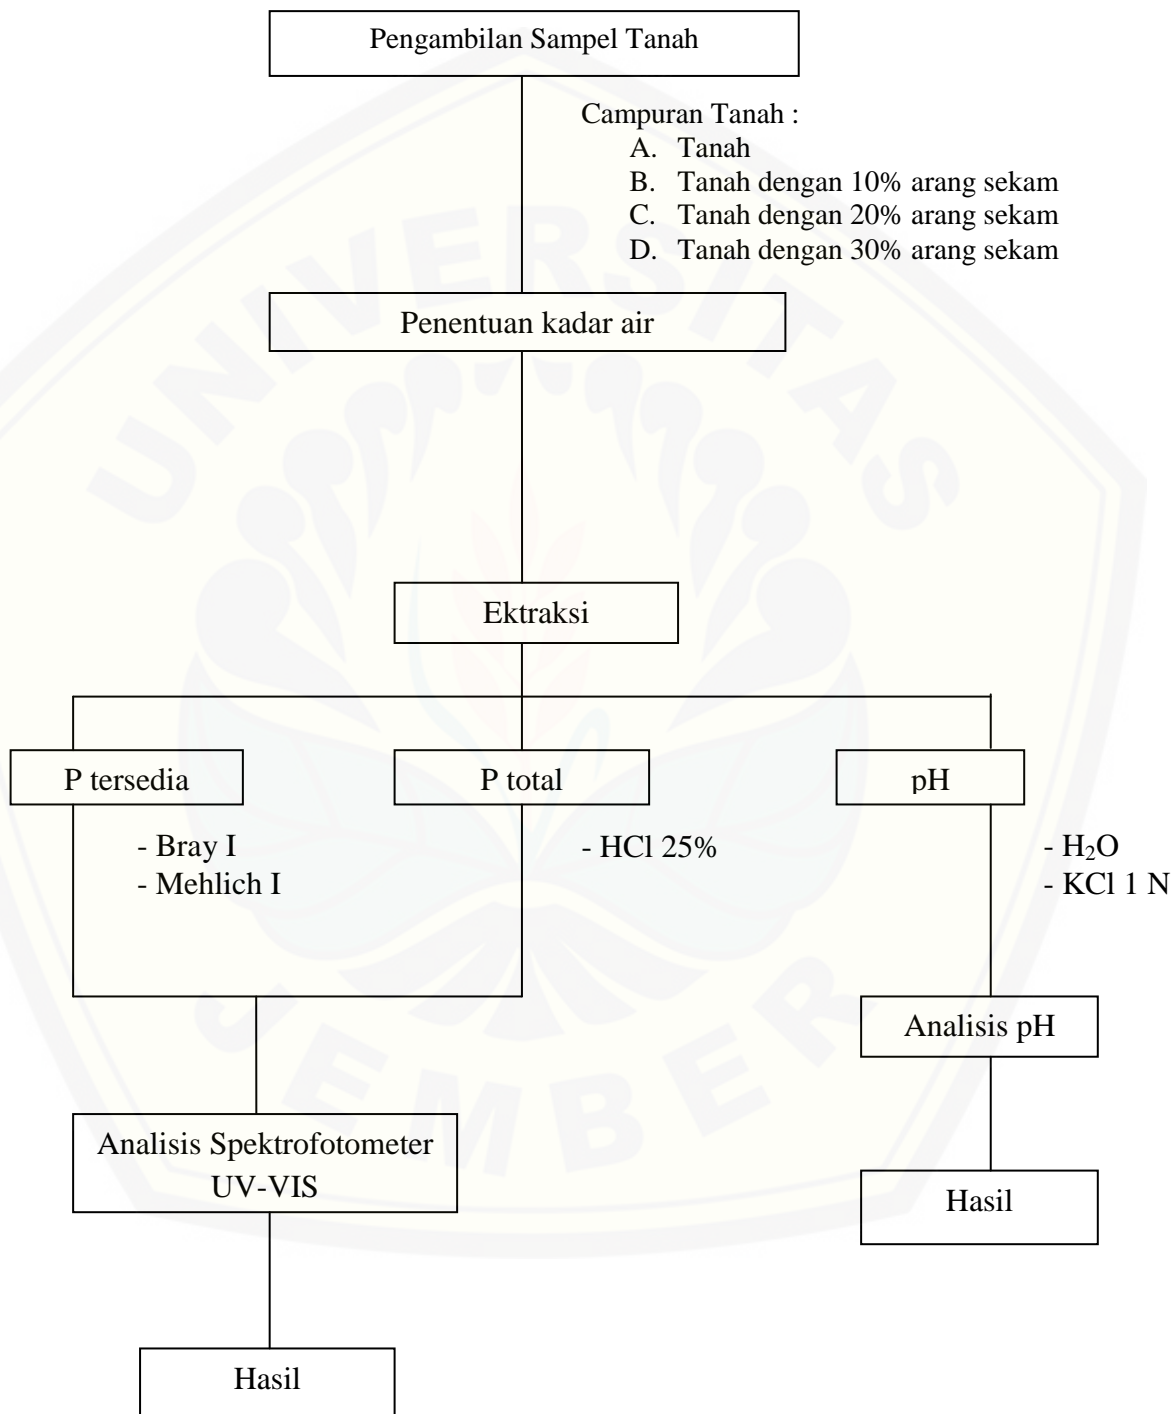 Pengambilan Sampel Tanah
Campuran Tanah :
A. Tanah
B. Tanah dengan 10% arang sekam
C. Tanah dengan 20% arang sekam
D. Tanah dengan 30% arang sekam
Penentuan kadar air
Ektraksi
P tersedia
P total
pH
- Bray I
- Mehlich I
- HCl 25%
- H₂O
- KCl 1 N
Analisis pH
Analisis Spektrofotometer
UV-VIS
Hasil
Hasil
UNIVERSITAS
JEMBER